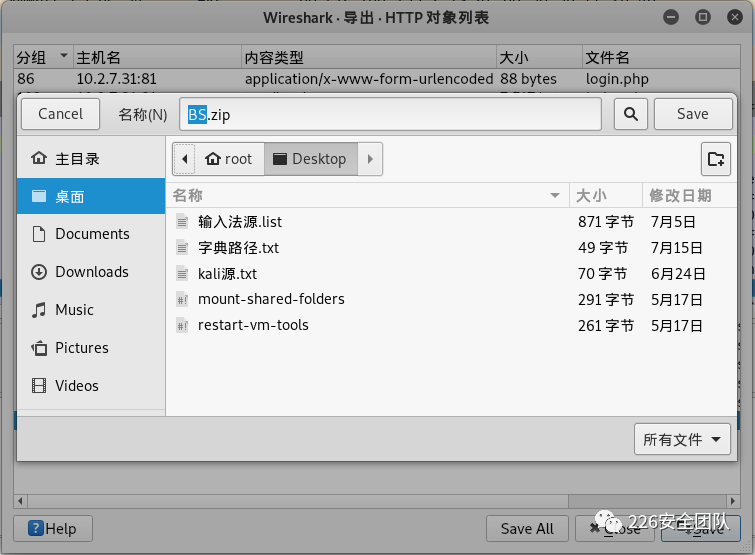 Wireshark · 导出 · HTTP 对象列表
分组 主机名 内容类型 大小 文件名
86 10.2.7.31:81 application/x-www-form-urlencoded 88 bytes login.php
Cancel 名称(N) BS.zip Save
root Desktop
主目录
桌面
Documents
Downloads
Music
Pictures
Videos
名称 大小 修改日期
输入法源.list 871 字节 7月5日
字典路径.txt 49 字节 7月15日
kali源.txt 70 字节 6月24日
mount-shared-folders 291 字节 5月17日
restart-vm-tools 261 字节 5月17日
所有文件
Help Save All Close Save
226安全团队